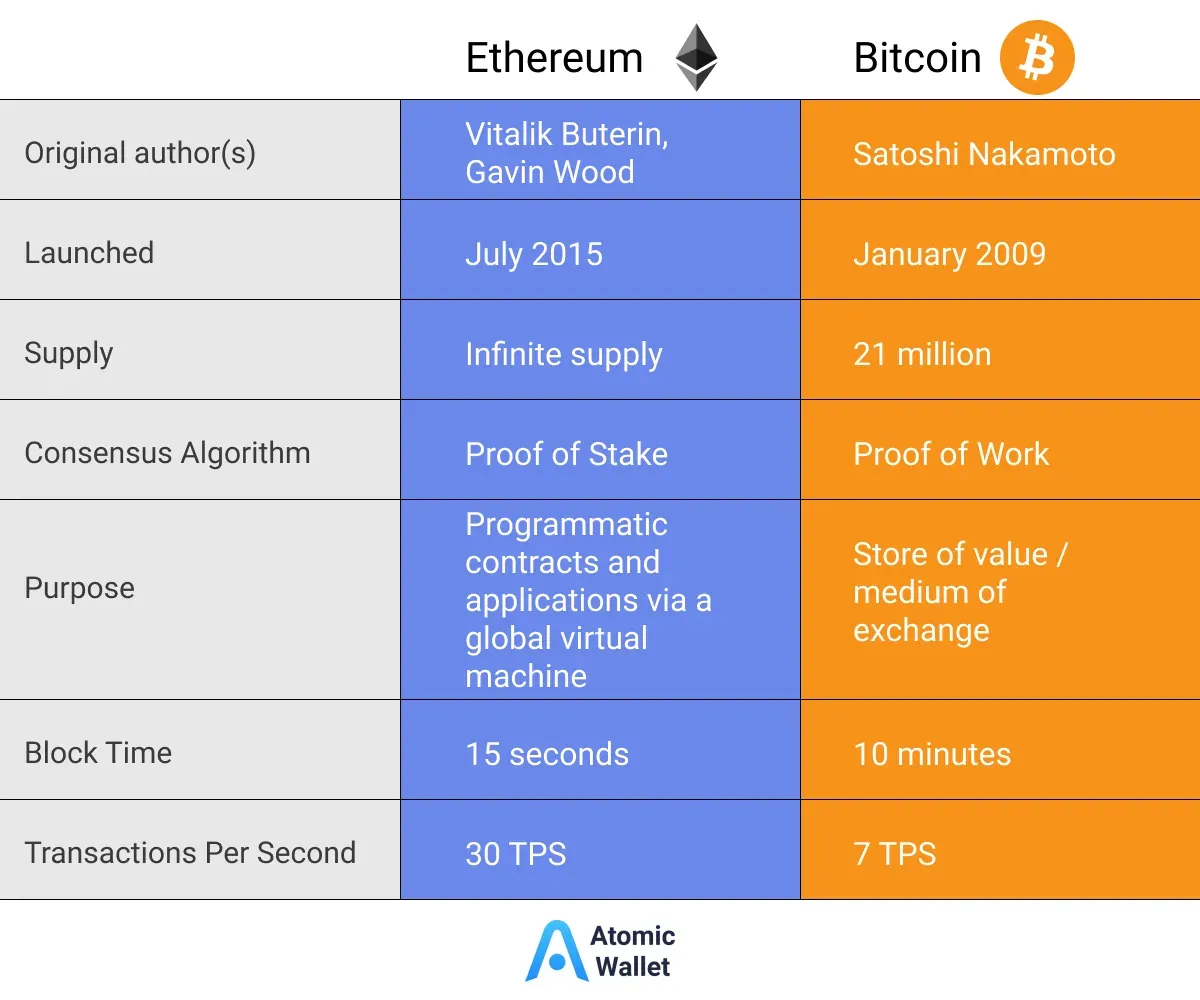 Ethereum
Bitcoin
Original author(s)
Vitalik Buterin,
Gavin Wood
Satoshi Nakamoto
Launched
July 2015
January 2009
Supply
Infinite supply
21 million
Consensus Algorithm
Proof of Stake
Proof of Work
Purpose
Programmatic
contracts and
applications via a
global virtual
machine
Store of value /
medium of
exchange
Block Time
15 seconds
10 minutes
Transactions Per Second
30 TPS
7 TPS
Atomic
Wallet